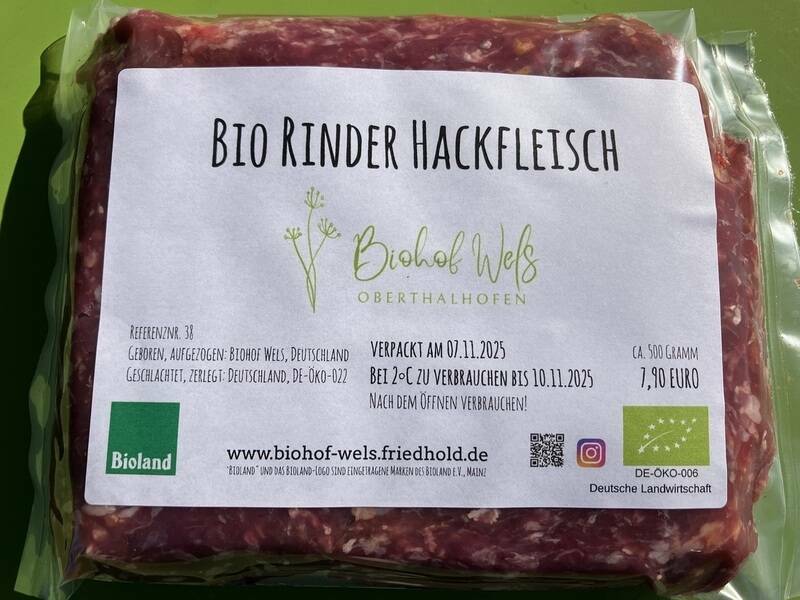 BIO RINDER HACKFLEISCH
Biohof Wels
OBERTHALHOFEN
REFERENZNR. 38
GEBOREN, AUFGEZOGEN: BIOHOF WELS, DEUTSCHLAND
GESCHLACHTET, ZERLEGT: DEUTSCHLAND, DE-ÖKO-022
VERPACKT AM 07.11.2025
BEI 2°C ZU VERBRAUCHEN BIS 10.11.2025
NACH DEM ÖFFNEN VERBRAUCHEN!
CA. 500 GRAMM
7,90 EURO
Bioland
www.biohof-wels.friedhold.de
"BIOLAND" UND DAS BIOLAND-LOGO SIND EINGETRAGENE MARKEN DES BIOLAND E.V., MAINZ
DE-ÖKO-006
Deutsche Landwirtschaft